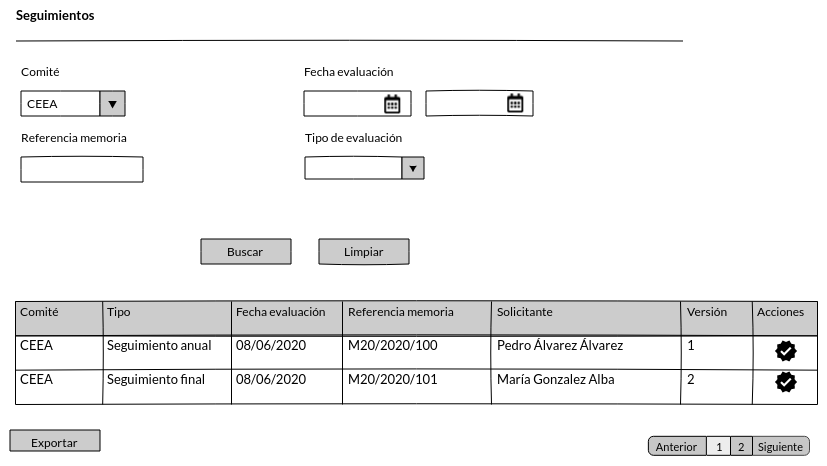 Seguimientos
Comité Fecha evaluación
CEEA
Referencia memoria Tipo de evaluación
Buscar Limpiar
Comité Tipo Fecha evaluación Referencia memoria Solicitante Versión Acciones
CEEA Seguimiento anual 08/06/2020 M20/2020/100 Pedro Álvarez Álvarez 1
CEEA Seguimiento final 08/06/2020 M20/2020/101 María Gonzalez Alba 2
Exportar Anterior 1 2 Siguiente